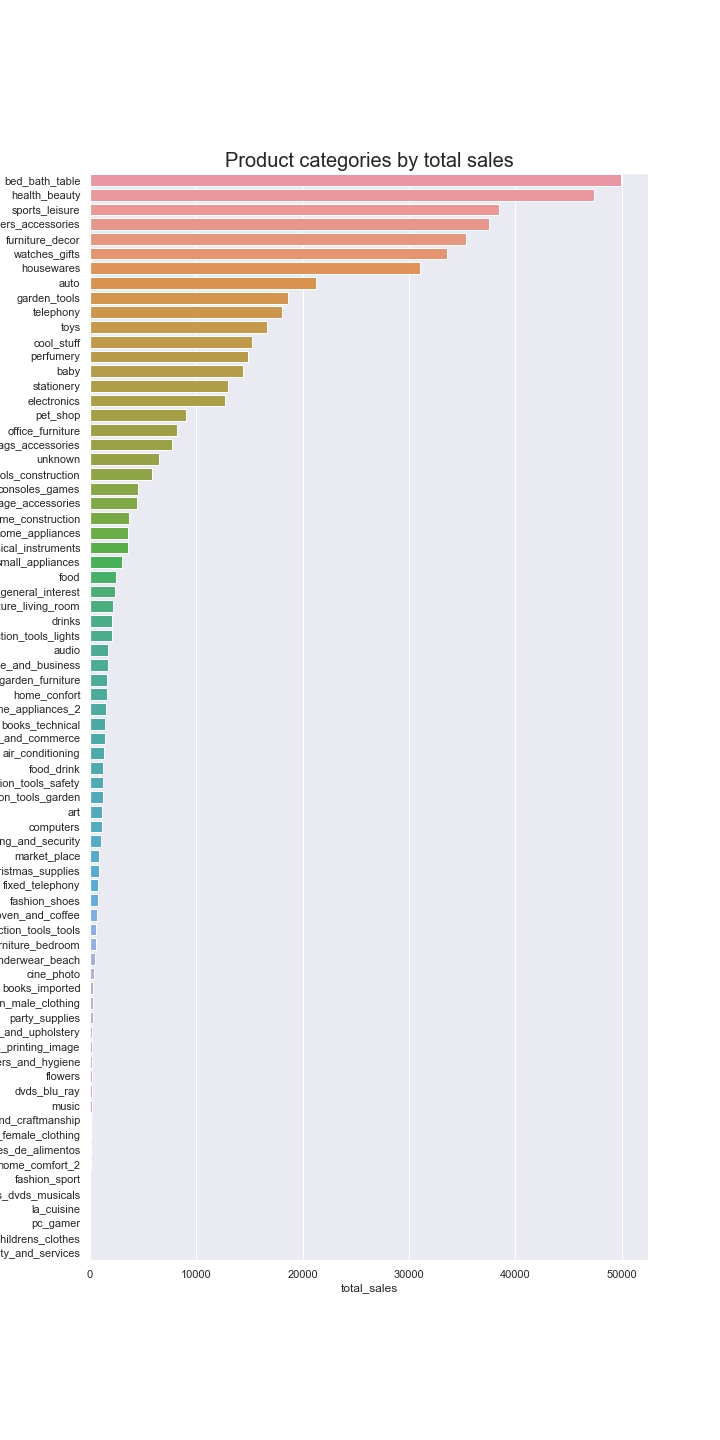 Product categories by total sales
bed_bath_table
health_beauty
sports_leisure
ers_accessories
furniture_decor
watches_gifts
housewares
auto
garden_tools
telephony
toys
cool_stuff
perfumery
baby
stationery
electronics
pet_shop
office_furniture
ags_accessories
unknown
ols_construction
consoles_games
age_accessories
me_construction
ome_appliances
ical_instruments
small_appliances
food
general_interest
ure_living_room
drinks
ction_tools_lights
audio
e_and_business
garden_furniture
home_confort
ne_appliances_2
books_technical
_and_commerce
air_conditioning
food_drink
ion_tools_safety
on_tools_garden
art
computers
ng_and_security
market_place
ristmas_supplies
fixed_telephony
fashion_shoes
oven_and_coffee
ction_tools_tools
rniture_bedroom
nderwear_beach
cine_photo
books_imported
n_male_clothing
party_supplies
_and_upholstery
_printing_image
ers_and_hygiene
flowers
dvds_blu_ray
music
nd_craftmanship
_female_clothing
es_de_alimentos
home_comfort_2
fashion_sport
s_dvds_musicals
la_cuisine
pc_gamer
hildrens_clothes
ty_and_services
0 10000 20000 30000 40000 50000
total_sales